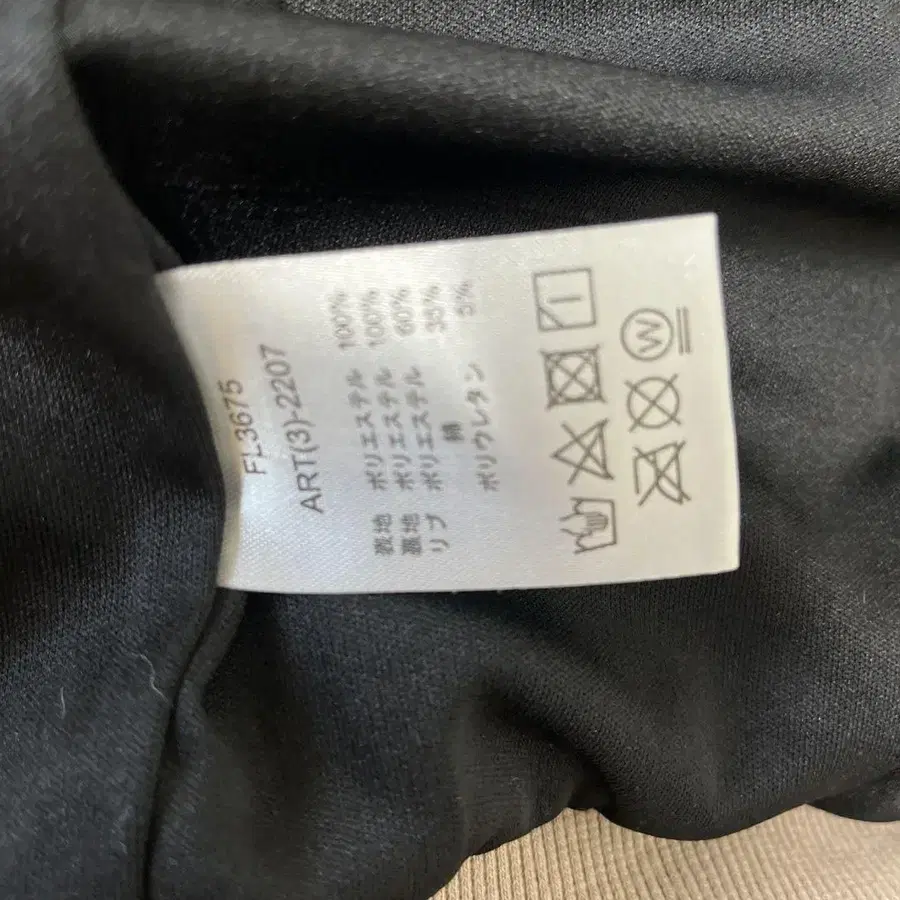 FL3675
ART(3)-2207
表地 ポリエステル 100%
裏地 ポリエステル 100%
リブ ポリエステル 60%
綿 35%
ポリウレタン 5%
W